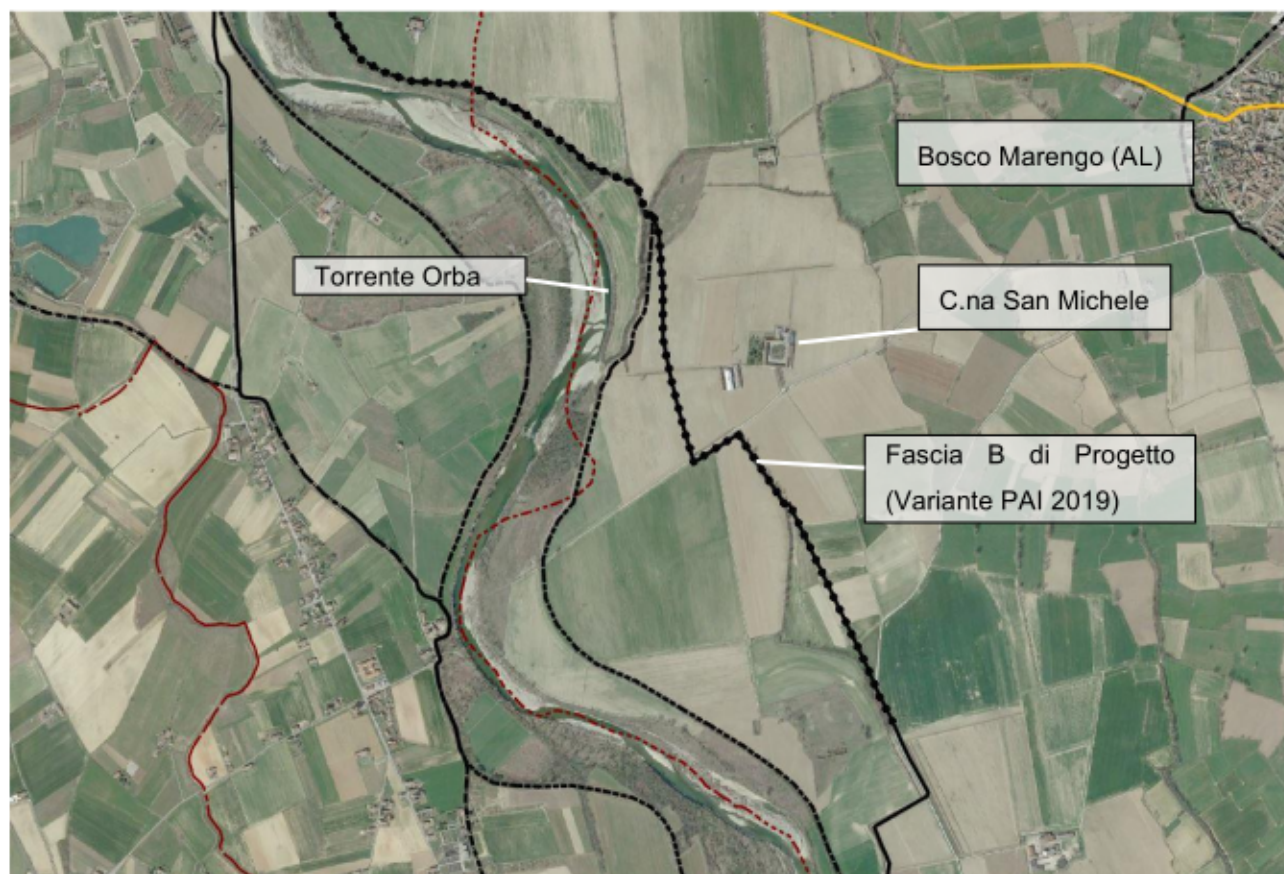 Bosco Marengo (AL)
Torrente Orba
C.na San Michele
Fascia B di Progetto
(Variante PAI 2019)